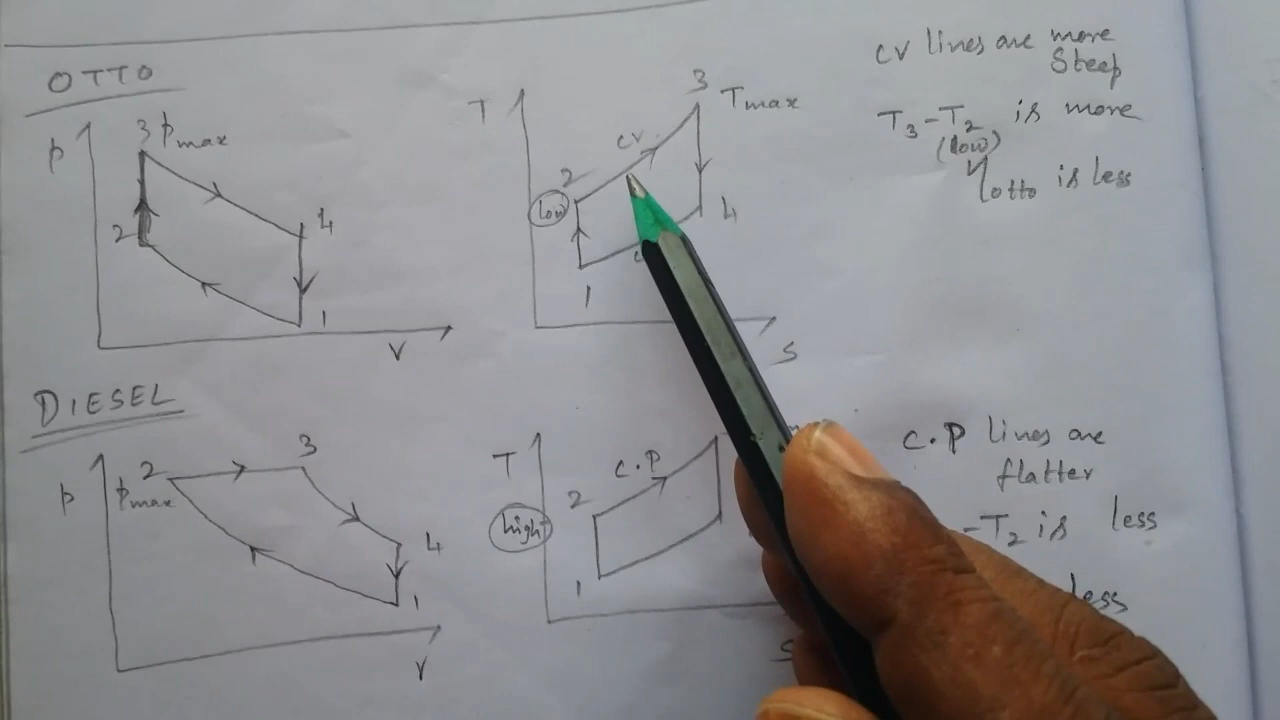 OTTO
p
3 pmax
2
4
1
V
T
3 Tmax
cv
2
low
4
1
S
cv lines are more
Steep
T3-T2 is more
(low)
ηotto is less
DIESEL
p
2
pmax
3
4
1
V
T
C.P
2
high
1
S
C.P lines are
flatter
-T2 is less
less